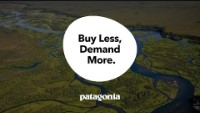 Buy Less,
Demand
More.
patagonia